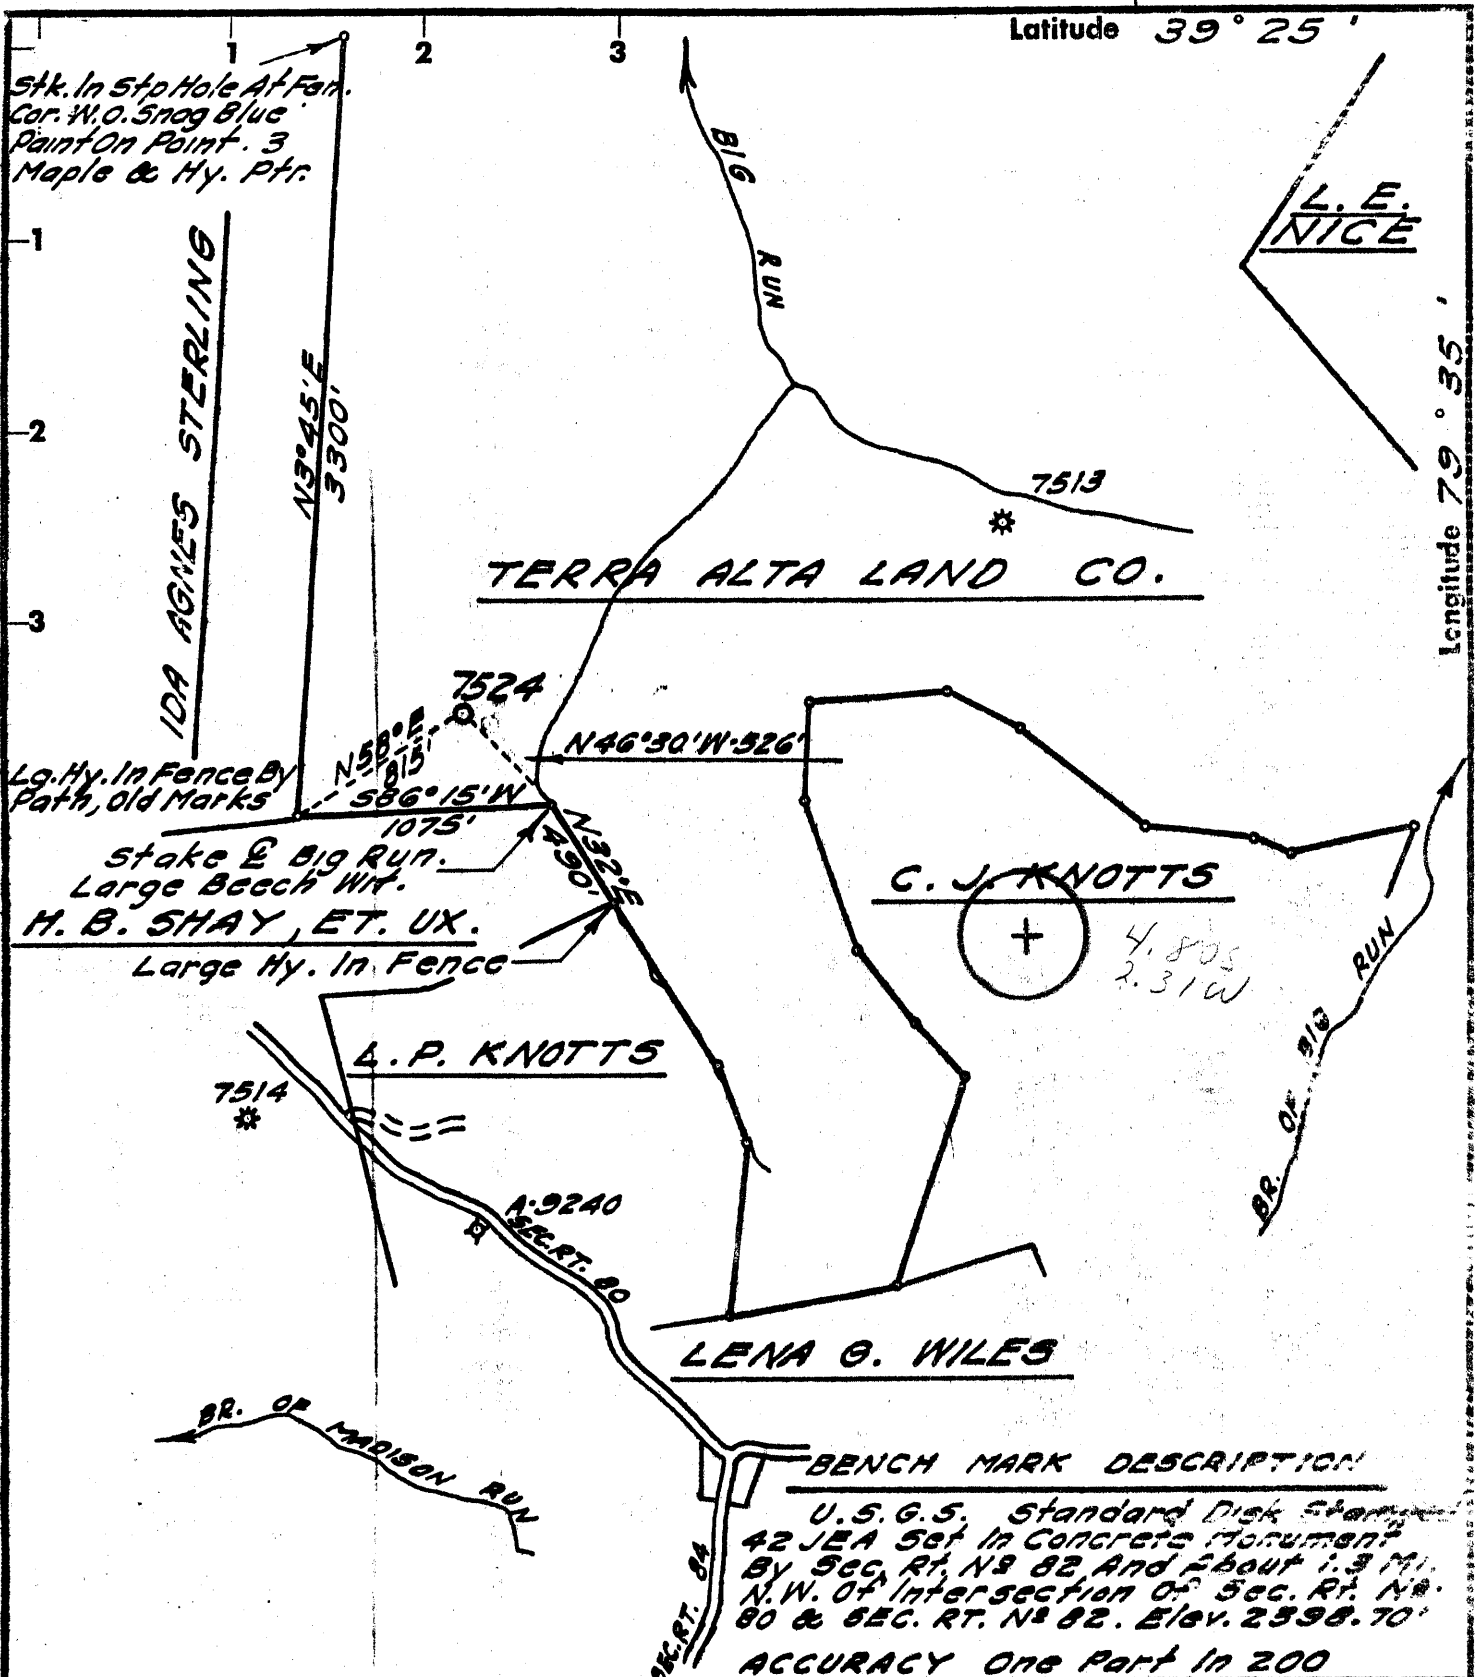 Latitude 39° 25'
1 2 3
Stk. In Stp Hole At Fen.
Cor. W.O. Snag Blue
Paint On Point. 3
Maple & Hy. Ptr.
1
2
3
IDA AGNES STERLING
N3°45'E
3300'
BIG RUN
L. E.
NICE
Longitude 79° 35'
7513
TERRA ALTA LAND CO.
7524
N58°E
815'
N46°30'W-526'
Lg. Hy. In Fence By
Path, Old Marks
S86°15'W
1075'
Stake ℄ Big Run.
Large Beech Wit.
N32°E
490'
H. B. SHAY, ET. UX.
Large Hy. In Fence
C. J. KNOTTS
4.80S
2.31W
BR. OF BIG RUN
L. P. KNOTTS
7514
A-9240
SEC. RT. 80
LENA G. WILES
BR. OF MADISON RUN
SEC. RT. 84
BENCH MARK DESCRIPTION
U.S.G.S. Standard Disk
42 JEA Set In Concrete Monument
By Sec. Rt. Nº 82 And About 1.3 Mi.
N.W. Of Intersection Of Sec. Rt. Nº
80 & SEC. RT. Nº 82. Elev. 2598.70'
ACCURACY One Part In 200